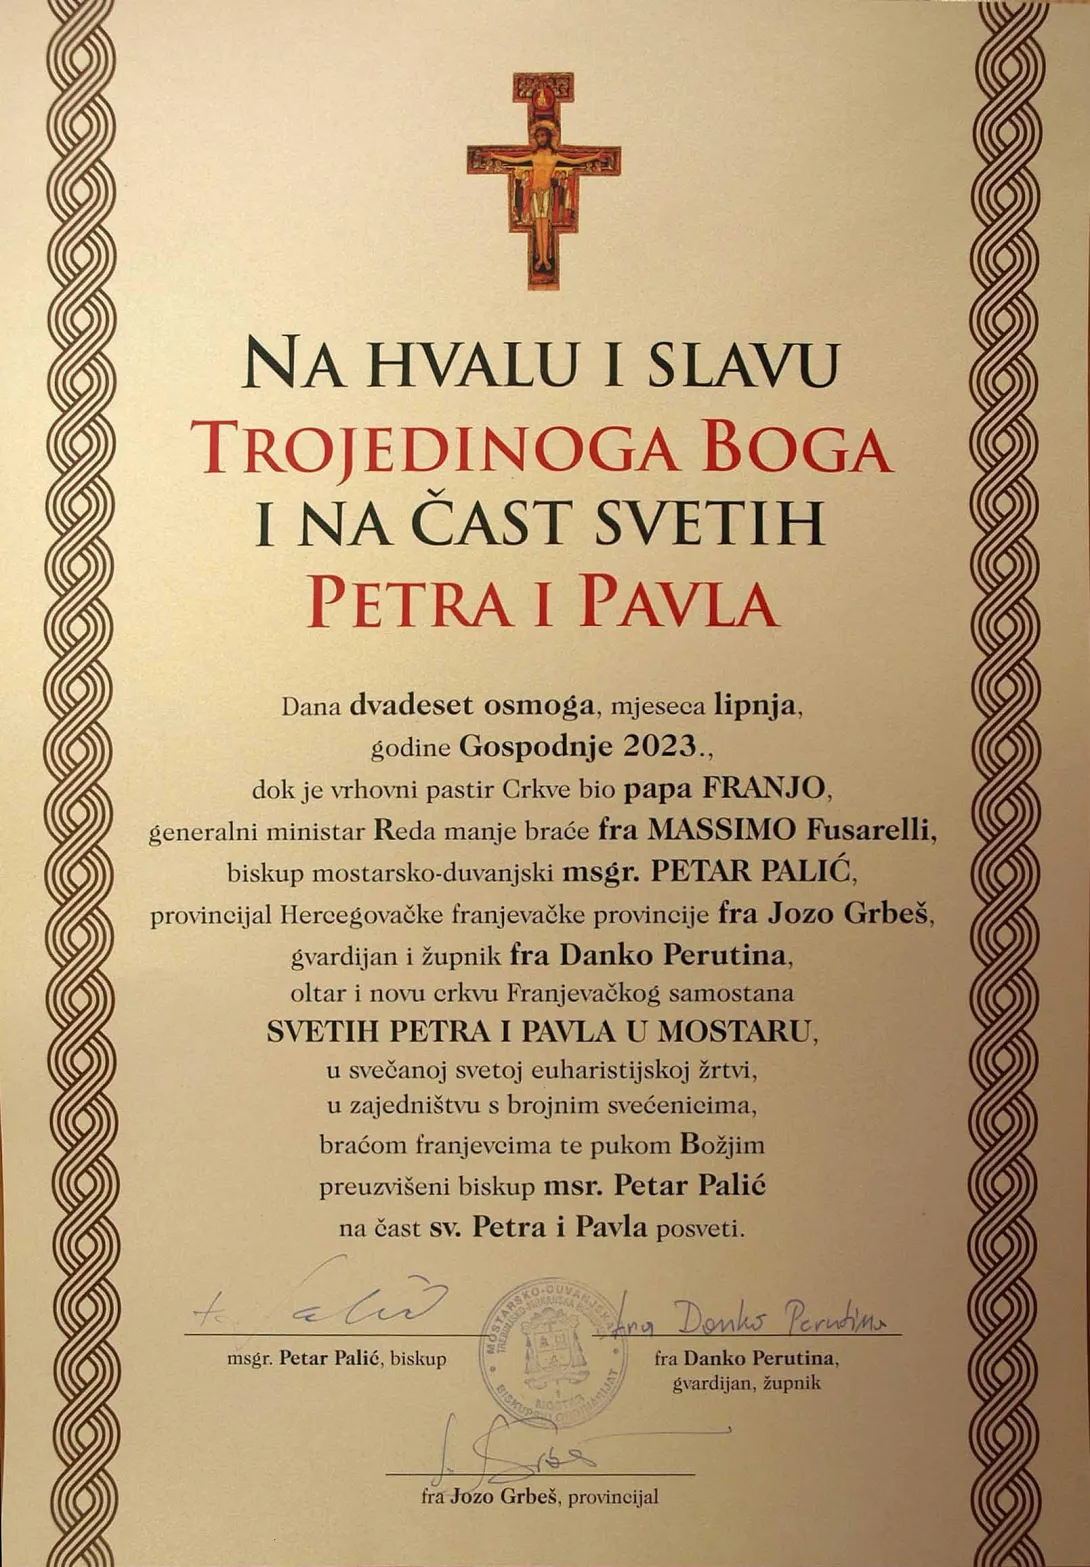 NA HVALU I SLAVU
TROJEDINOGA BOGA
I NA ČAST SVETIH
PETRA I PAVLA
Dana dvadeset osmoga, mjeseca lipnja,
godine Gospodnje 2023.,
dok je vrhovni pastir Crkve bio papa FRANJO,
generalni ministar Reda manje braće fra MASSIMO Fusarelli,
biskup mostarsko-duvanjski msgr. PETAR PALIĆ,
provincijal Hercegovačke franjevačke provincije fra Jozo Grbeš,
gvardijan i župnik fra Danko Perutina,
oltar i novu crkvu Franjevačkog samostana
SVETIH PETRA I PAVLA U MOSTARU,
u svečanoj svetoj euharistijskoj žrtvi,
u zajedništvu s brojnim svećenicima,
braćom franjevcima te pukom Božjim
preuzvišeni biskup msr. Petar Palić
na čast sv. Petra i Pavla posveti.
Danko Perutina
MOSTARSKO-DUVANJSKA
BISKUPSKI ORDINARIJAT
MOSTAR
msgr. Petar Palić, biskup
fra Danko Perutina,
gvardijan, župnik
fra Jozo Grbeš, provincijal